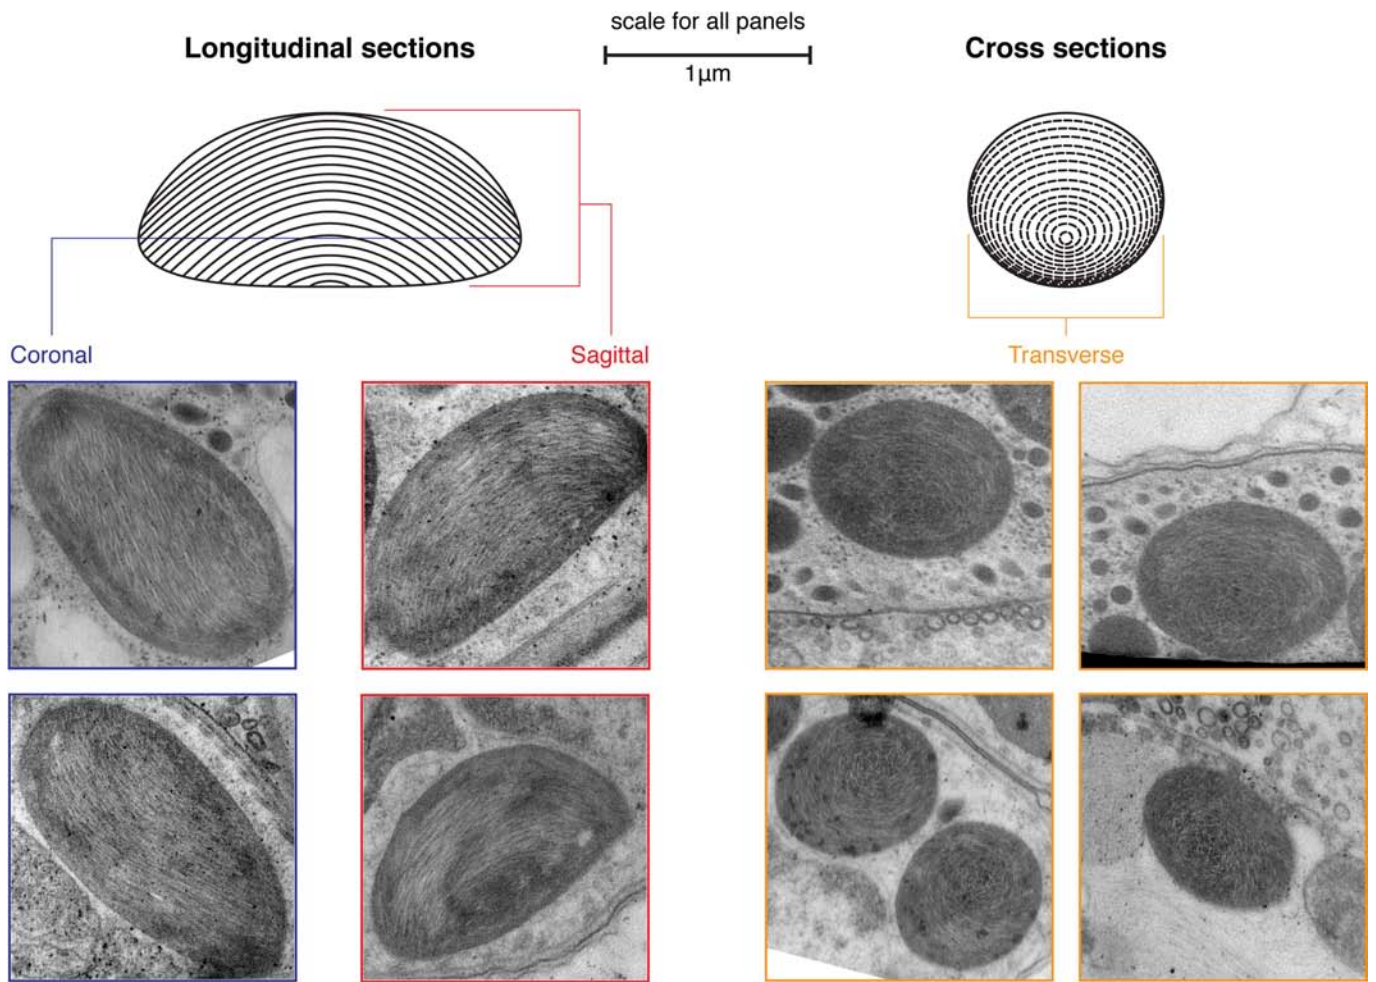 scale for all panels
Longitudinal sections
Cross sections
1µm
Coronal
Sagittal
Transverse